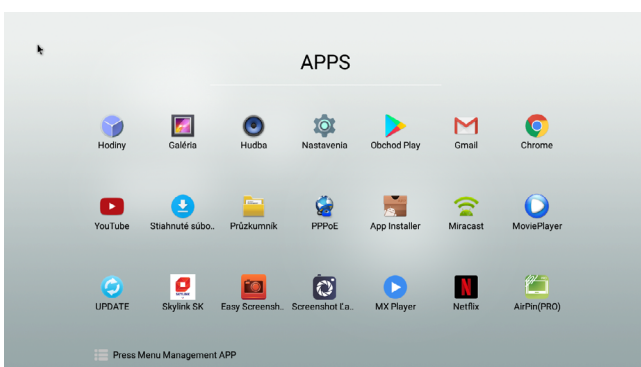 APPS
Hodiny
Galéria
Hudba
Nastavenia
Obchod Play
Gmail
Chrome
YouTube
Stiahnuté súbo..
Průzkumník
PPPoE
App Installer
Miracast
MoviePlayer
UPDATE
Skylink SK
Easy Screensh..
Screenshot Ľa..
MX Player
Netflix
AirPin(PRO)
Press Menu Management APP